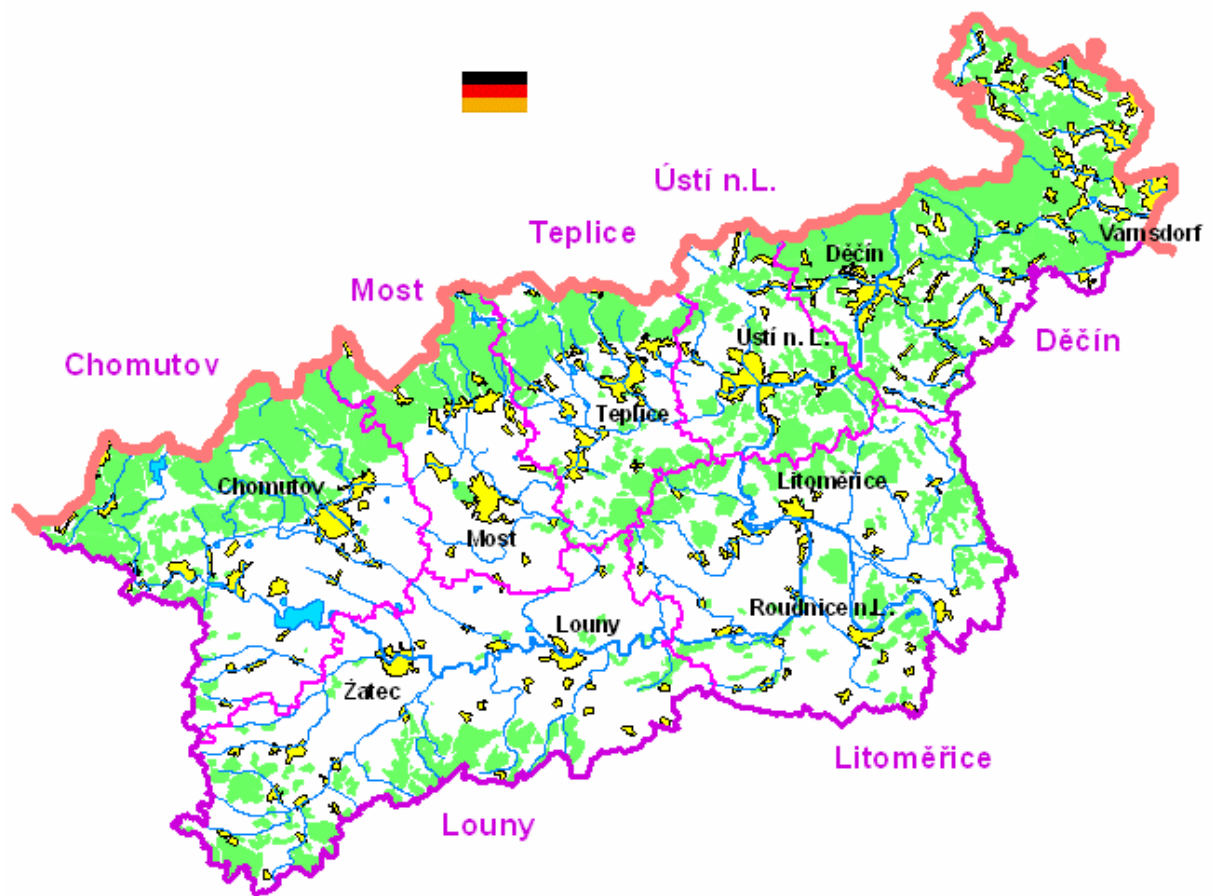 Ústí n.L.
Teplice
Varnsdorf
Děčín
Most
Ústí n. L.
Děčín
Chomutov
Teplice
Litoměřice
Chomutov
Most
Roudnice n.L.
Louny
Žatec
Litoměřice
Louny